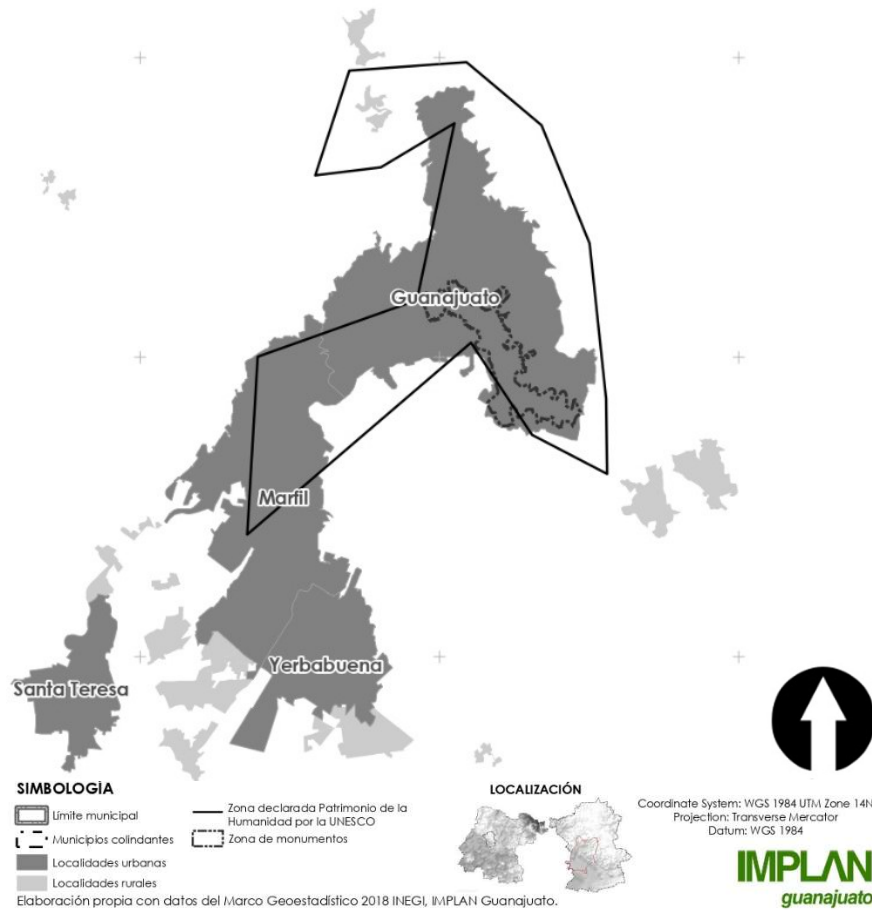 Guanajuato
Marfil
Yerbabuena
Santa Teresa
SIMBOLOGÌA
Límite municipal
Municipios colindantes
Localidades urbanas
Localidades rurales
Zona declarada Patrimonio de la
Humanidad por la UNESCO
Zona de monumentos
LOCALIZACIÓN
Coordinate System: WGS 1984 UTM Zone 14N
Projection: Transverse Mercator
Datum: WGS 1984
IMPLAN
guanajuato
Elaboración propia con datos del Marco Geoestadístico 2018 INEGI, IMPLAN Guanajuato.